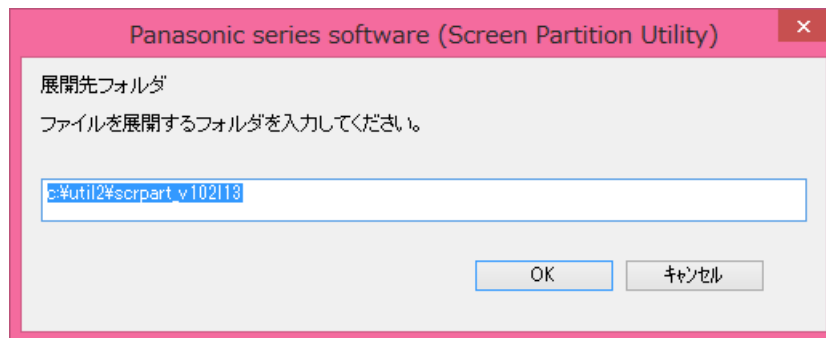 Panasonic series software (Screen Partition Utility)
展開先フォルダ
ファイルを展開するフォルダを入力してください。
c:¥util2¥scrpart_v102l13
OK
キャンセル